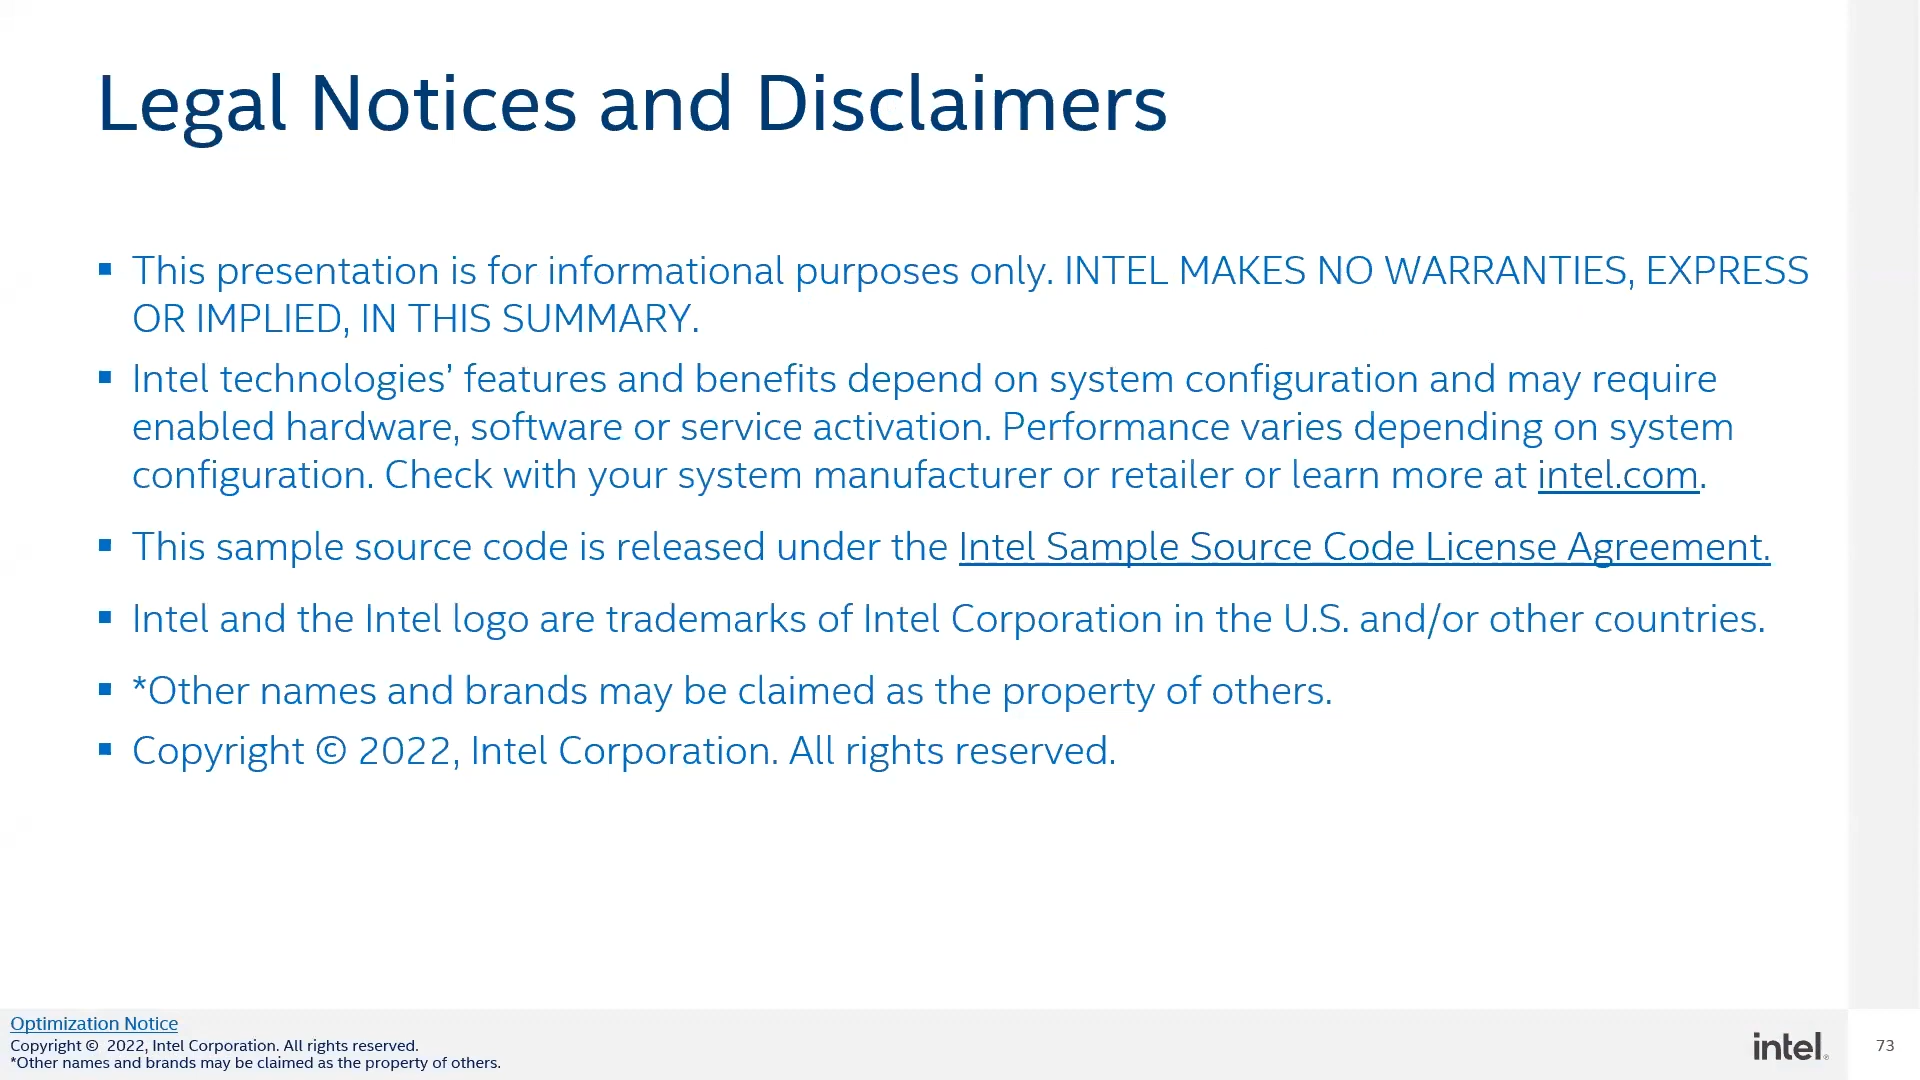 Legal Notices and Disclaimers
▪ This presentation is for informational purposes only. INTEL MAKES NO WARRANTIES, EXPRESS
OR IMPLIED, IN THIS SUMMARY.
▪ Intel technologies’ features and benefits depend on system configuration and may require
enabled hardware, software or service activation. Performance varies depending on system
configuration. Check with your system manufacturer or retailer or learn more at intel.com.
▪ This sample source code is released under the Intel Sample Source Code License Agreement.
▪ Intel and the Intel logo are trademarks of Intel Corporation in the U.S. and/or other countries.
▪ *Other names and brands may be claimed as the property of others.
▪ Copyright © 2022, Intel Corporation. All rights reserved.
Optimization Notice
Copyright © 2022, Intel Corporation. All rights reserved.
*Other names and brands may be claimed as the property of others.
intel®
73